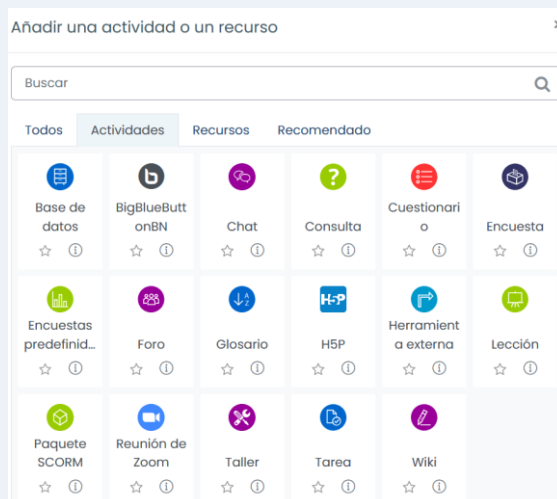 Añadir una actividad o un recurso
Buscar
Todos Actividades Recursos Recomendado
Base de
datos
BigBlueButt
onBN
Chat
Consulta
Cuestionari
o
Encuesta
Encuestas
predefinid...
Foro
Glosario
H5P
H5P
Herramient
a externa
Lección
Paquete
SCORM
Reunión de
Zoom
Taller
Tarea
Wiki